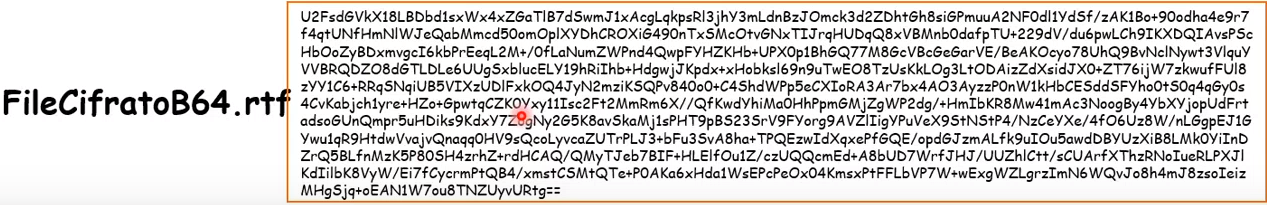 U2FsdGVkX18LBDbd1sxWx4xZGaTlB7dSwmJ1xAcgLqkpsRl3jhY3mLdnBzJOmck3d2ZDhtGh8siGPmuuA2NF0dl1YdSf/zAK1Bo+90odha4e9r7
f4qtUNfHmNlWJeQabMmcd50omOplXYDhCROXiG490nTxSMcOtvGNxTIJrqHUDqQ8xVBMnb0dafpTU+229dV/du6pwLCh9IKXDQIAvsPSc
HbOoZyBDxmvgcI6kbPrEeqL2M+/0fLaNumZWPnd4QwpFYHZKHb+UPX0p1BhGQ77M8GcVBcGeGarVE/BeAKOcyo78UhQ9BvNclNywt3VlquY
VVBRQDZO8dGTLDLe6UUgSxblucELY19hRiIhb+HdgwjJKpdx+xHobksl69n9uTwEO8TzUsKkLOg3LtODAizZdXsidJX0+ZT76ijW7zkwufFUl8
zYY1C6+RRqSNqiUB5VIXzUDlFxkOQ4JyN2mziKSQPv840o0+C4ShdWPp5eCXIoRA3Ar7bx4AO3AyzzP0nW1kHbCESddSFYho0tS0q4qGy0s
4CvKabjch1yre+HZo+GpwtqCZK0Yxy11Isc2Ft2MmRm6X//QfKwdYhiMa0HhPpmGMjZgWP2dg/+HmIbKR8Mw41mAc3NoogBy4YbXYjopUdFrt
FileCifratoB64.rtf
adsoGUnQmpr5uHDiks9KdxY7Z6gNy2G5K8avSkaMj1sPHT9pBS23SrV9FYorg9AVZlIigYPuVeX9StNStP4/NzCeYXe/4fO6Uz8W/nLGgpEJ1G
Ywu1qR9HtdwVvajvQnaqq0HV9sQcoLyvcaZUTrPLJ3+bFu3SvA8ha+TPQEzwIdXqxePfGQE/opdGJzmALfk9uIOu5awdDBYUzXiB8LMk0YiInD
ZrQ5BLfnMzK5P80SH4zrhZ+rdHCAQ/QMyTJeb7BIF+HLElfOu1Z/czUQQcmEd+A8bUD7WrfJHJ/UUZhlCtt/sCUArfXThzRNoIueRLPXJl
KdIilbK8VyW/Ei7fCycrmPtQB4/xmstCSMtQTe+P0AKa6xHda1WsEPcPeOx04KmsxPtFFLbVP7W+wExgWZLgrzImN6WQvJo8h4mJ8zsoIeiz
MHgSjq+oEAN1W7ou8TNZUyvURtg==